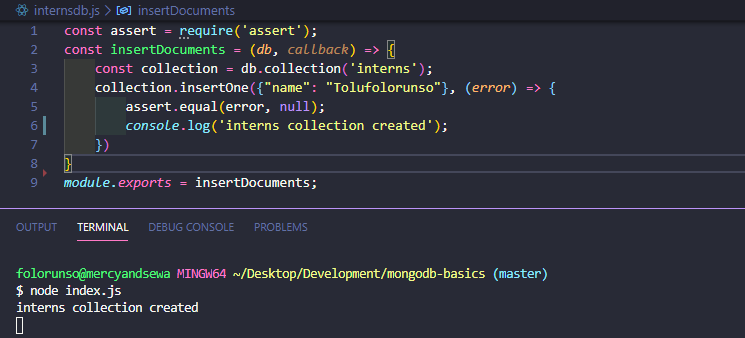 internsdb.js > insertDocuments
1 const assert = require('assert');
2 const insertDocuments = (db, callback) => {
3 const collection = db.collection('interns');
4 collection.insertOne({"name": "Tolufolorunso"}, (error) => {
5 assert.equal(error, null);
6 console.log('interns collection created');
7 })
8 }
9 module.exports = insertDocuments;
OUTPUT TERMINAL DEBUG CONSOLE PROBLEMS
folorunso@mercyandsewa MINGW64 ~/Desktop/Development/mongodb-basics (master)
$ node index.js
interns collection created